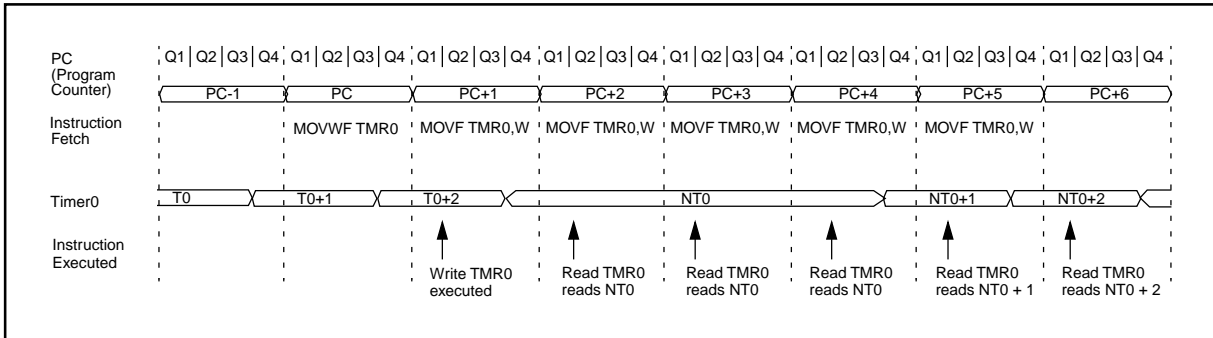 PC
(Program
Counter)
Q1 Q2 Q3 Q4 Q1 Q2 Q3 Q4 Q1 Q2 Q3 Q4 Q1 Q2 Q3 Q4 Q1 Q2 Q3 Q4 Q1 Q2 Q3 Q4 Q1 Q2 Q3 Q4 Q1 Q2 Q3 Q4
PC-1 PC PC+1 PC+2 PC+3 PC+4 PC+5 PC+6
Instruction
Fetch
MOVWF TMR0 MOVF TMR0,W MOVF TMR0,W MOVF TMR0,W MOVF TMR0,W MOVF TMR0,W
Timer0
T0 T0+1 T0+2 NT0 NT0+1 NT0+2
Instruction
Executed
Write TMR0
executed
Read TMR0
reads NT0
Read TMR0
reads NT0
Read TMR0
reads NT0
Read TMR0
reads NT0 + 1
Read TMR0
reads NT0 + 2